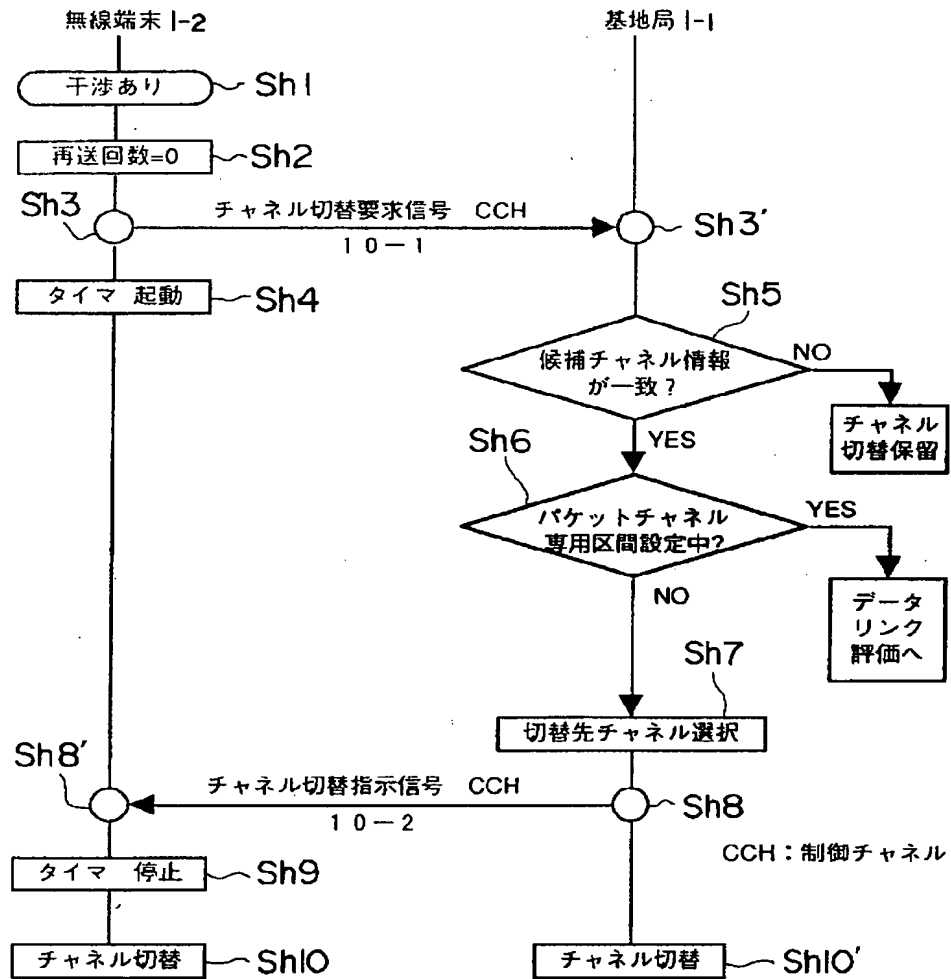 無線端末 1-2
基地局 1-1
干渉あり
Sh1
再送回数=0
Sh2
Sh3
チャネル切替要求信号 CCH
10-1
Sh3'
タイマ 起動
Sh4
Sh5
候補チャネル情報
が一致?
NO
チャネル
切替保留
YES
Sh6
パケットチャネル
専用区間設定中?
YES
データ
リンク
評価へ
NO
Sh7
切替先チャネル選択
Sh8'
チャネル切替指示信号 CCH
10-2
Sh8
CCH:制御チャネル
タイマ 停止
Sh9
チャネル切替
Sh10
チャネル切替
Sh10'